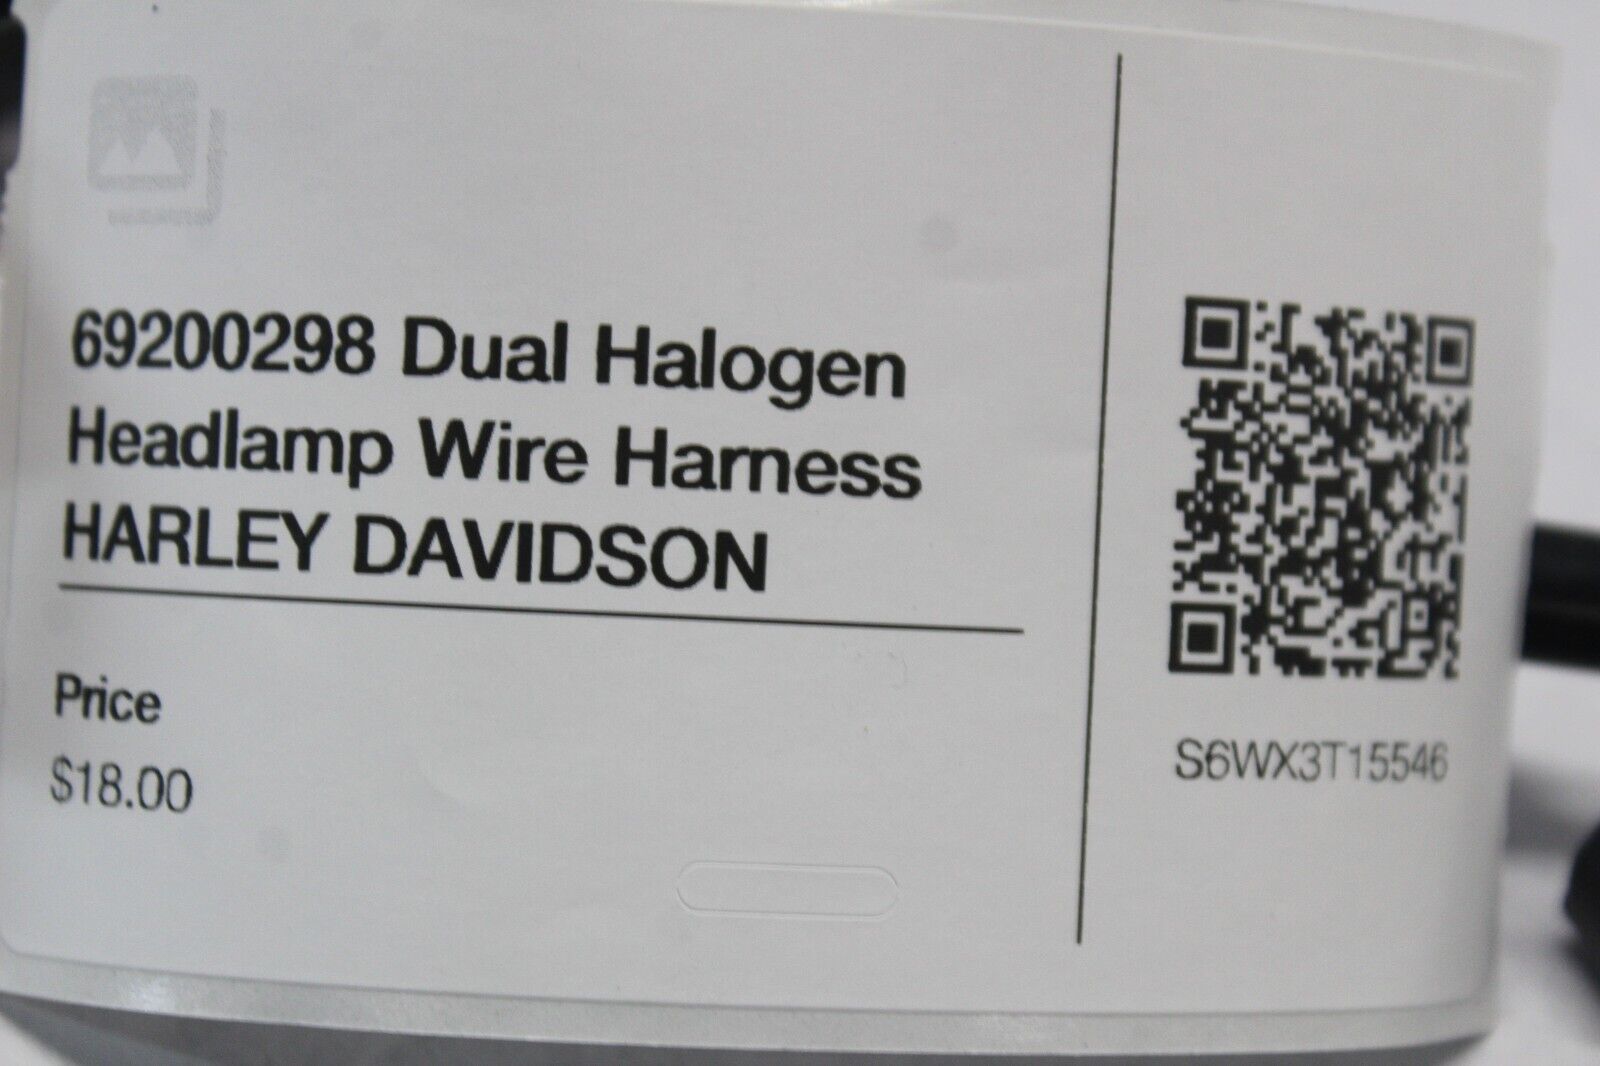 69200298 Dual Halogen
Headlamp Wire Harness
HARLEY DAVIDSON
Price
$18.00
S6WX3T15546